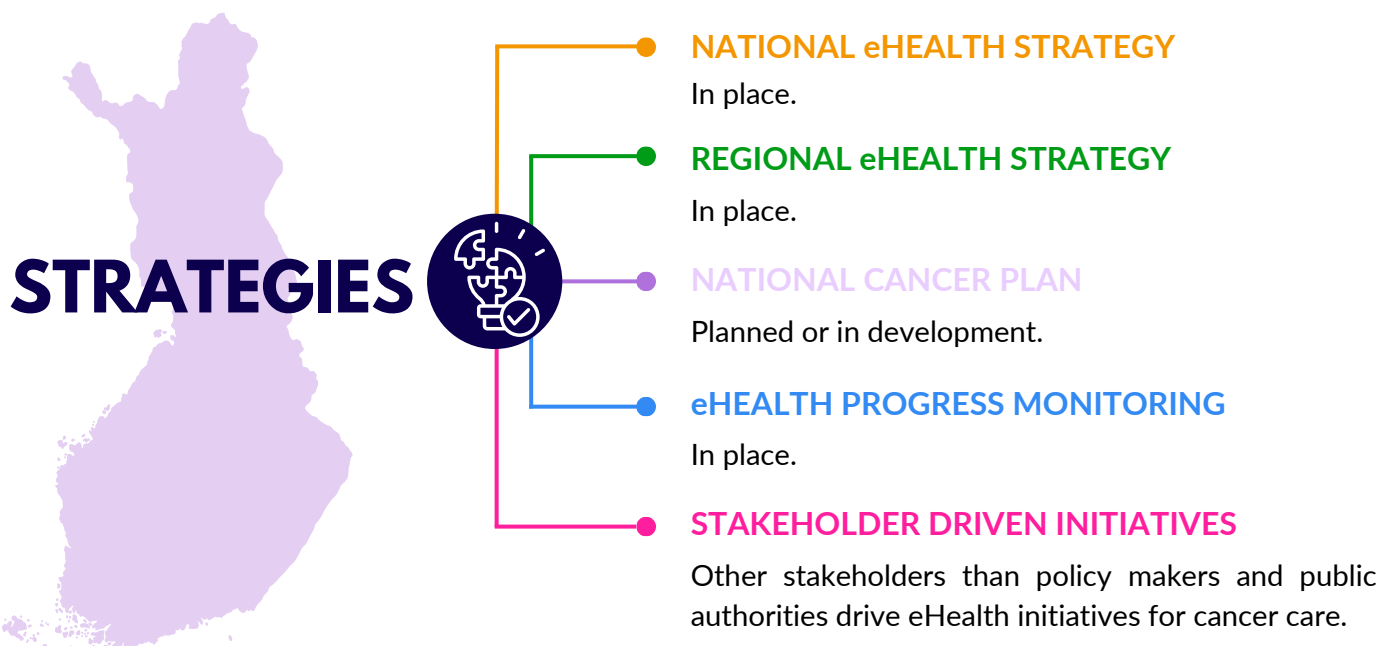 STRATEGIES
NATIONAL eHEALTH STRATEGY
In place.
REGIONAL eHEALTH STRATEGY
In place.
NATIONAL CANCER PLAN
Planned or in development.
eHEALTH PROGRESS MONITORING
In place.
STAKEHOLDER DRIVEN INITIATIVES
Other stakeholders than policy makers and public
authorities drive eHealth initiatives for cancer care.